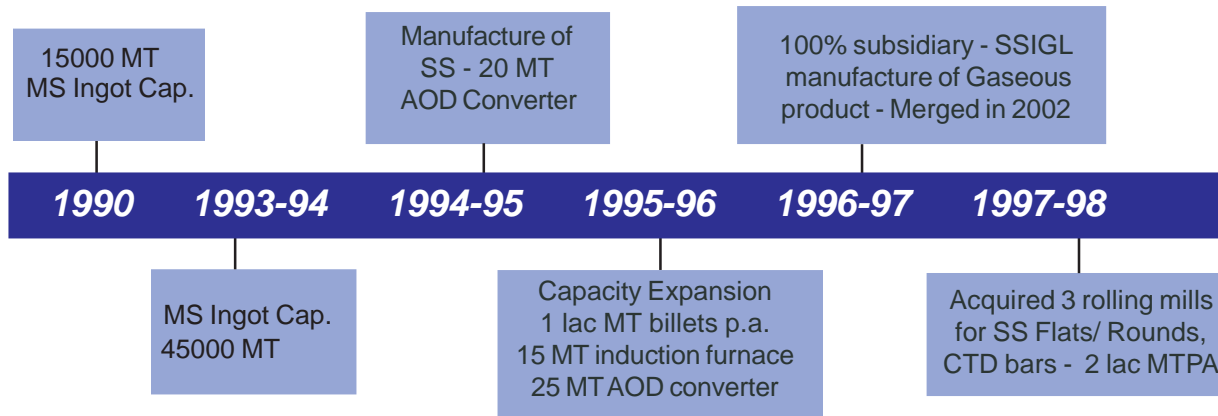 15000 MT
MS Ingot Cap.
Manufacture of
SS - 20 MT
AOD Converter
100% subsidiary - SSIGL
manufacture of Gaseous
product - Merged in 2002
1990 1993-94 1994-95 1995-96 1996-97 1997-98
MS Ingot Cap.
45000 MT
Capacity Expansion
1 lac MT billets p.a.
15 MT induction furnace
25 MT AOD converter
Acquired 3 rolling mills
for SS Flats/ Rounds,
CTD bars - 2 lac MTPA